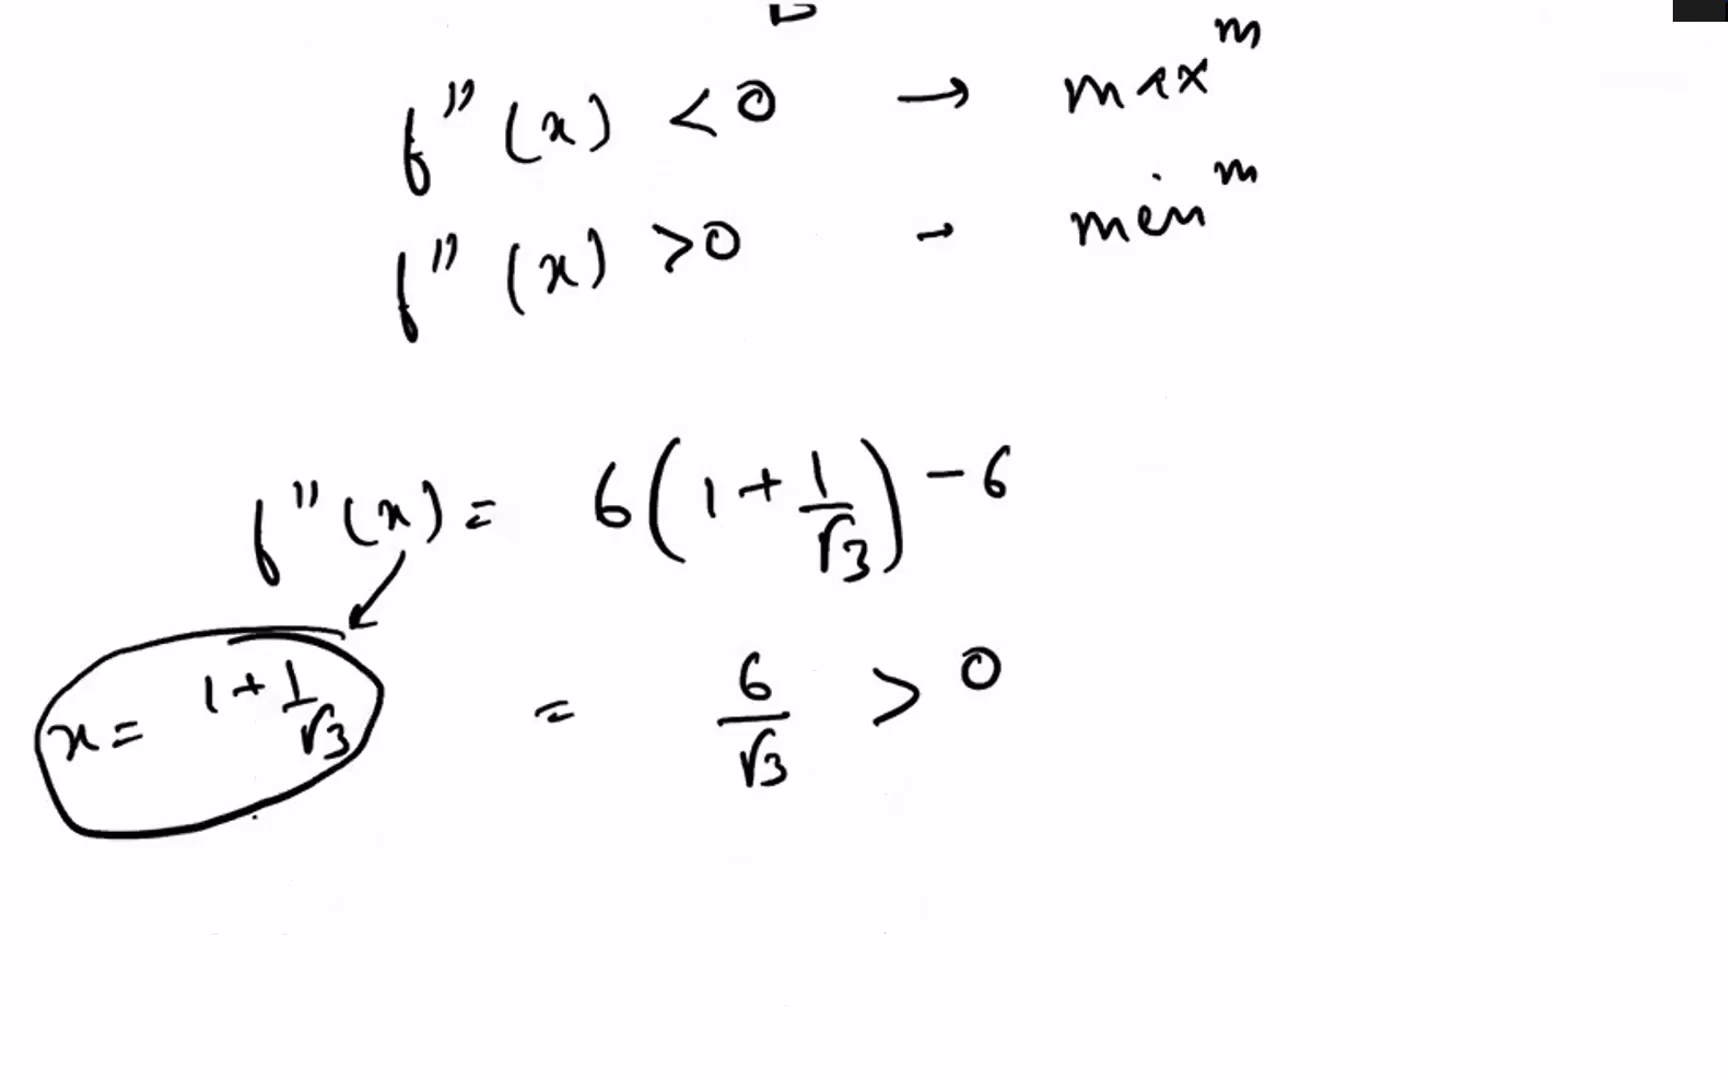 f''(x) < 0 → max^m
f''(x) > 0 → min^m
f''(x) = 6(1 + 1/√3) - 6
x = 1 + 1/√3
= 6/√3 > 0